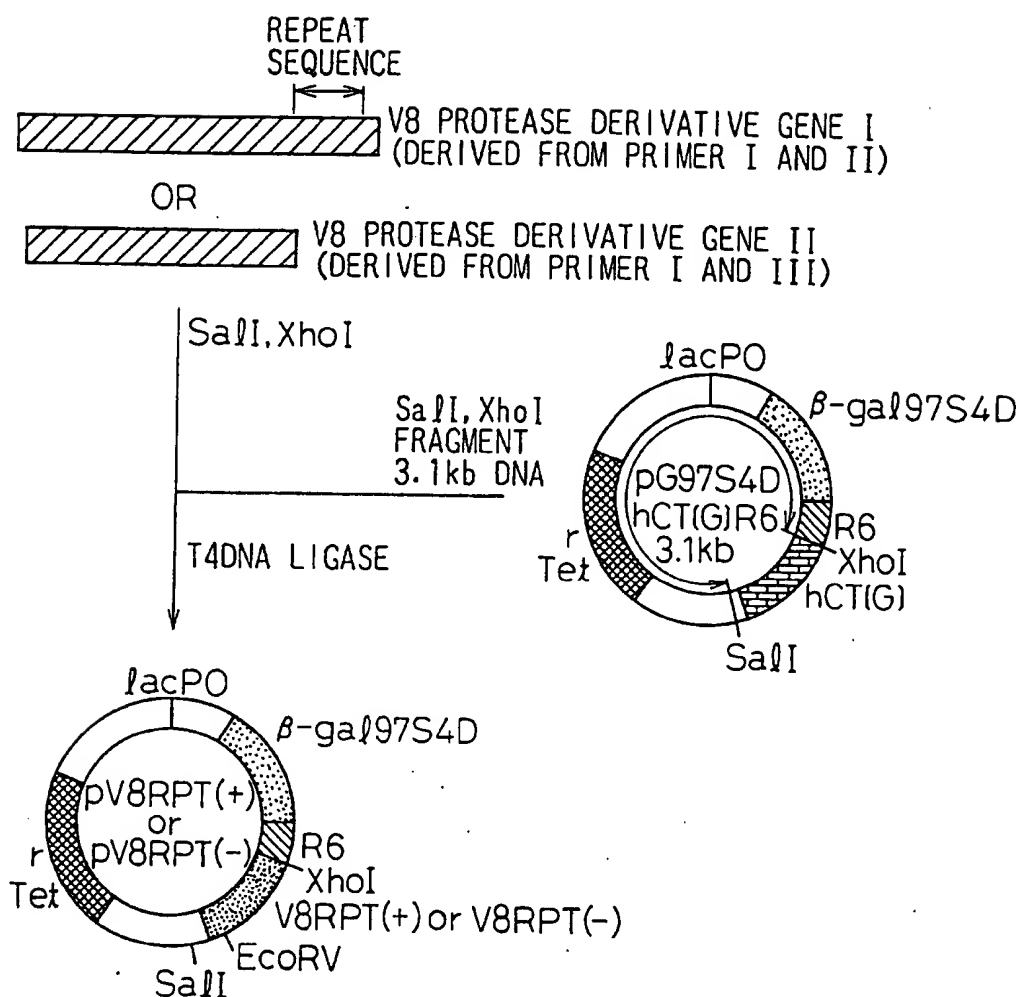 REPEAT
SEQUENCE
V8 PROTEASE DERIVATIVE GENE I
(DERIVED FROM PRIMER I AND II)
OR
V8 PROTEASE DERIVATIVE GENE II
(DERIVED FROM PRIMER I AND III)
SalI, XhoI
SalI, XhoI
FRAGMENT
3.1kb DNA
T4DNA LIGASE
lacPO
β-gal97S4D
pG97S4D
hCT(G)R6
3.1kb
R6
XhoI
hCT(G)
r
Tet
SalI
lacPO
β-gal97S4D
pV8RPT(+)
or
pV8RPT(-)
R6
XhoI
V8RPT(+) or V8RPT(-)
r
Tet
EcoRV
SalI